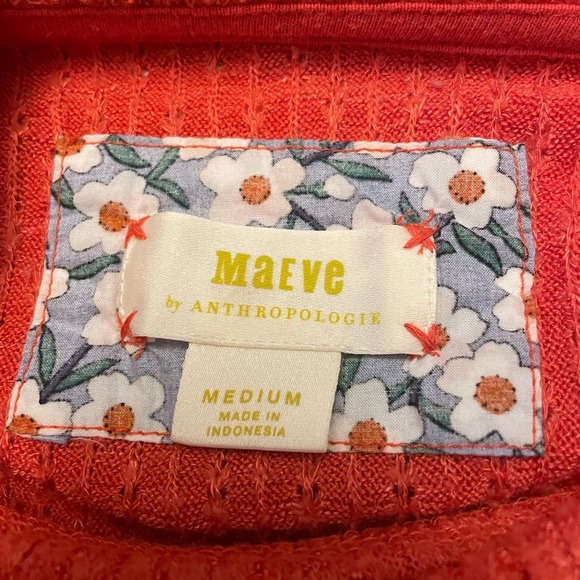 MaEVe
by ANTHROPOLOGIE
MEDIUM
MADE IN
INDONESIA